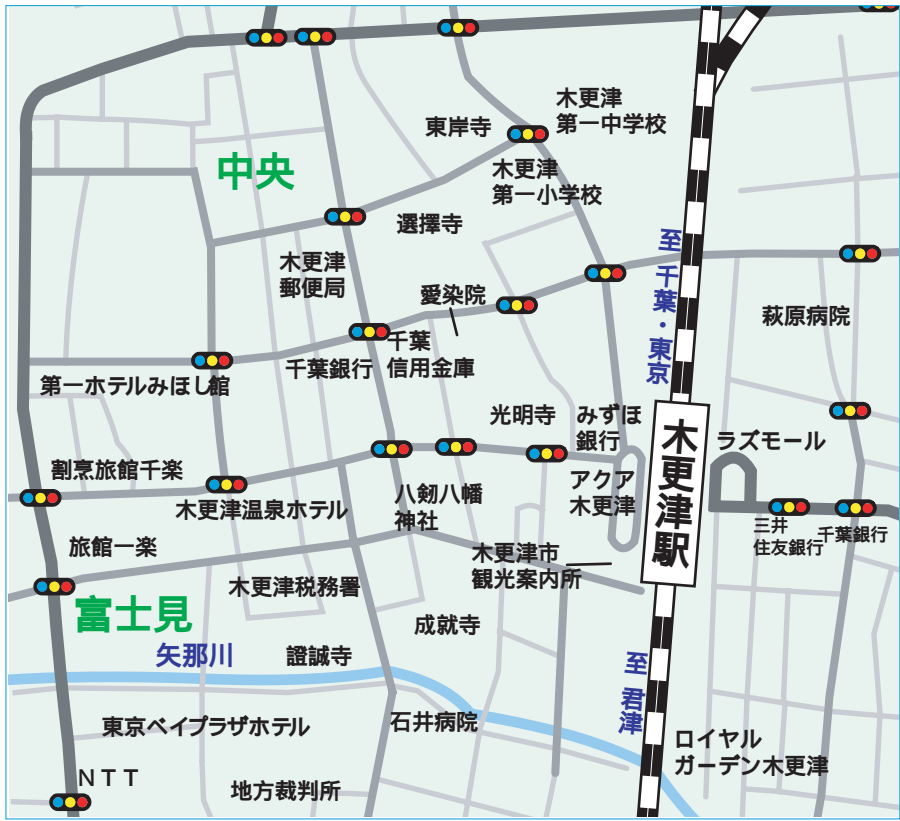 木更津
第一中学校
東岸寺
中央
木更津
第一小学校
選擇寺
至 千葉・東京
木更津
郵便局
愛染院
萩原病院
千葉
信用金庫
千葉銀行
第一ホテルみほし館
光明寺
みずほ
銀行
木更津駅
ラズモール
割烹旅館千楽
アクア
木更津
木更津温泉ホテル
八剱八幡
神社
三井
住友銀行
千葉銀行
旅館一楽
木更津市
観光案内所
木更津税務署
富士見
成就寺
矢那川
證誠寺
至 君津
東京ベイプラザホテル
石井病院
ロイヤル
ガーデン木更津
ＮＴＴ
地方裁判所